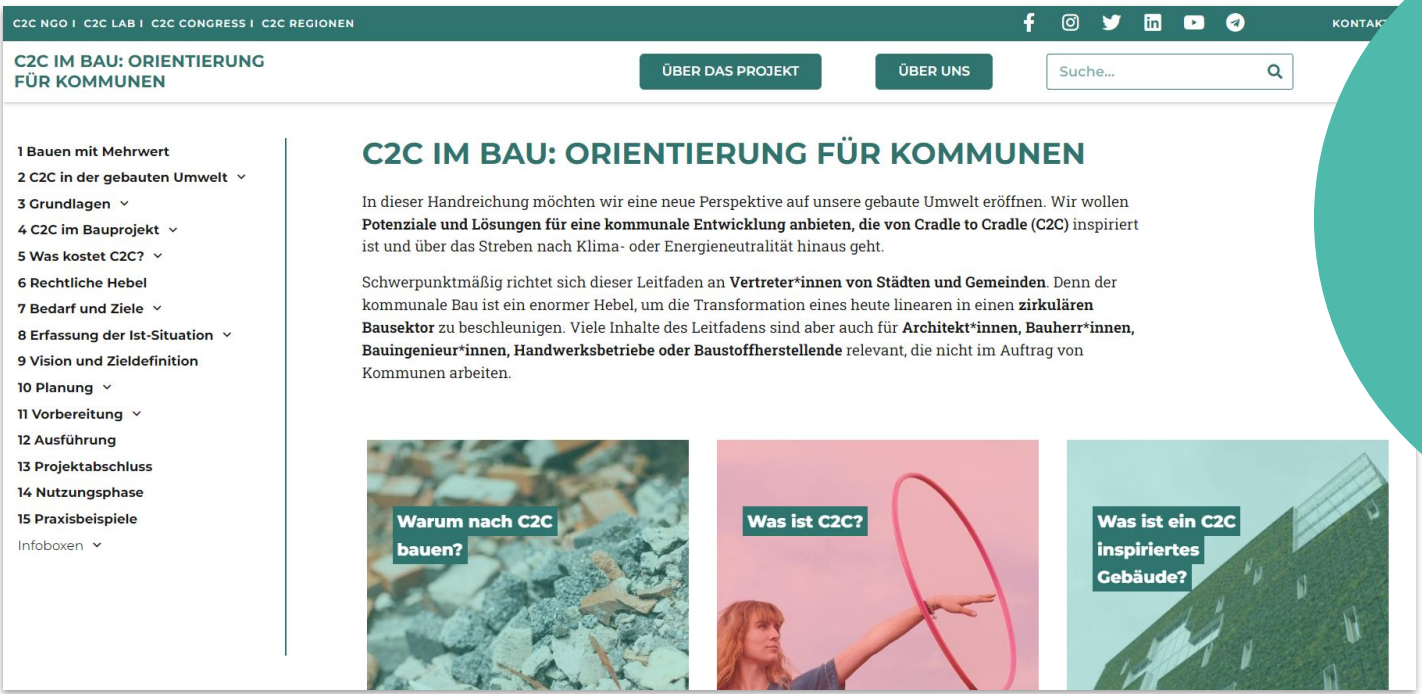 C2C NGO I C2C LAB I C2C CONGRESS I C2C REGIONEN
C2C IM BAU: ORIENTIERUNG
FÜR KOMMUNEN
ÜBER DAS PROJEKT
ÜBER UNS
Suche...
1 Bauen mit Mehrwert
2 C2C in der gebauten Umwelt
3 Grundlagen
4 C2C im Bauprojekt
5 Was kostet C2C?
6 Rechtliche Hebel
7 Bedarf und Ziele
8 Erfassung der Ist-Situation
9 Vision und Zieldefinition
10 Planung
11 Vorbereitung
12 Ausführung
13 Projektabschluss
14 Nutzungsphase
15 Praxisbeispiele
Infoboxen
C2C IM BAU: ORIENTIERUNG FÜR KOMMUNEN
In dieser Handreichung möchten wir eine neue Perspektive auf unsere gebaute Umwelt eröffnen. Wir wollen
Potenziale und Lösungen für eine kommunale Entwicklung anbieten, die von Cradle to Cradle (C2C) inspiriert
ist und über das Streben nach Klima- oder Energieneutralität hinaus geht.
Schwerpunktmäßig richtet sich dieser Leitfaden an Vertreter*innen von Städten und Gemeinden. Denn der
kommunale Bau ist ein enormer Hebel, um die Transformation eines heute linearen in einen zirkulären
Bausektor zu beschleunigen. Viele Inhalte des Leitfadens sind aber auch für Architekt*innen, Bauherr*innen,
Bauingenieur*innen, Handwerksbetriebe oder Baustoffherstellende relevant, die nicht im Auftrag von
Kommunen arbeiten.
Warum nach C2C
bauen?
Was ist C2C?
Was ist ein C2C
inspiriertes
Gebäude?